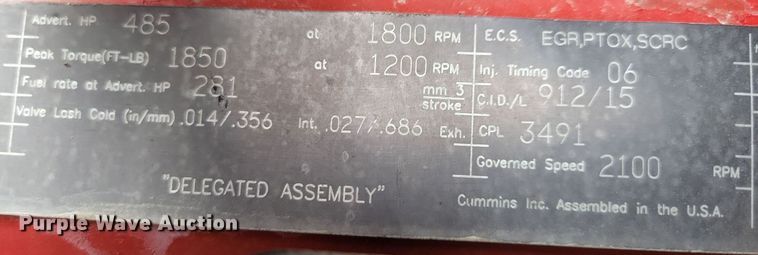 Advert. HP 485 at 1800 RPM
Peak Torque(FT-LB) 1850 at 1200 RPM
Fuel rate at Advert. HP 281 mm 3 stroke
Valve Lash Cold (in/mm) .014/.356 Int. .027/.686 Exh.
E.C.S. EGR,PTOX,SCRC
Inj. Timing Code 06
C.I.D./L 912/15
CPL 3491
Governed Speed 2100 RPM
"DELEGATED ASSEMBLY"
Cummins Inc. Assembled in the U.S.A.
Purple Wave Auction